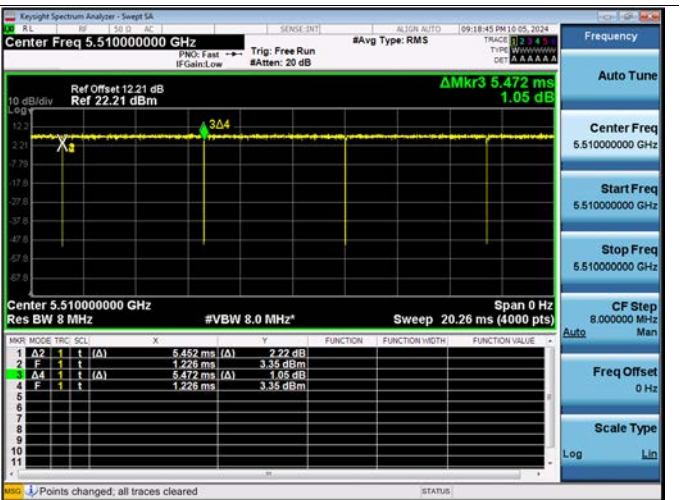 Keysight Spectrum Analyzer - Swept SA
RL RF 50 Ω AC SENSE:INT ALIGN AUTO 09:18:45 PM 10 05, 2024
Center Freq 5.510000000 GHz
PNO: Fast
IFGain:Low
Trig: Free Run
#Atten: 20 dB
#Avg Type: RMS
TRACE 1 2 3 4 5 6
TYPE
DET A A A A A A
Frequency
Auto Tune
Center Freq
5.510000000 GHz
Start Freq
5.510000000 GHz
Stop Freq
5.510000000 GHz
CF Step
8.000000 MHz
Auto Man
Freq Offset
0 Hz
Scale Type
Log Lin
Ref Offset 12.21 dB
10 dB/div Ref 22.21 dBm
Log
ΔMkr3 5.472 ms
1.05 dB
12.2
2.21
-7.79
-17.8
-27.8
-37.8
-47.8
-57.8
-67.8
3Δ4
Center 5.510000000 GHz Span 0 Hz
Res BW 8 MHz #VBW 8.0 MHz* Sweep 20.26 ms (4000 pts)
MKR MODE TRC SCL X Y FUNCTION FUNCTION WIDTH FUNCTION VALUE
1 Δ2 1 t (Δ) 5.452 ms (Δ) 2.22 dB
2 F 1 t 1.226 ms 3.35 dBm
3 Δ4 1 t (Δ) 5.472 ms (Δ) 1.05 dB
4 F 1 t 1.226 ms 3.35 dBm
5
6
7
8
9
10
11
MSG Points changed; all traces cleared STATUS